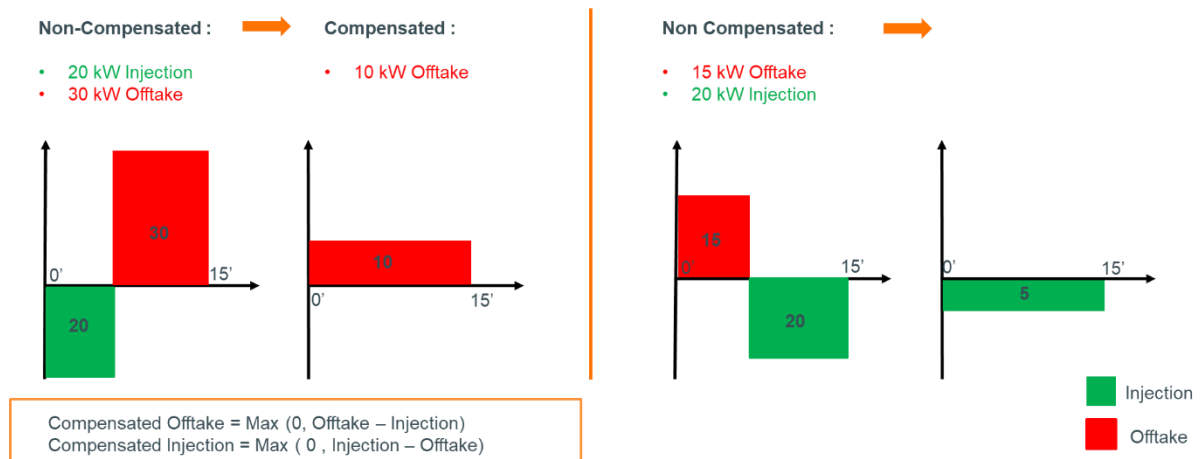 Non-Compensated :
Compensated :
• 20 kW Injection
• 30 kW Offtake
• 10 kW Offtake
30
0’
15’
20
10
0’
15’
Compensated Offtake = Max (0, Offtake – Injection)
Compensated Injection = Max ( 0 , Injection – Offtake)
Non Compensated :
• 15 kW Offtake
• 20 kW Injection
15
0’
15’
20
0’
15’
5
Injection
Offtake